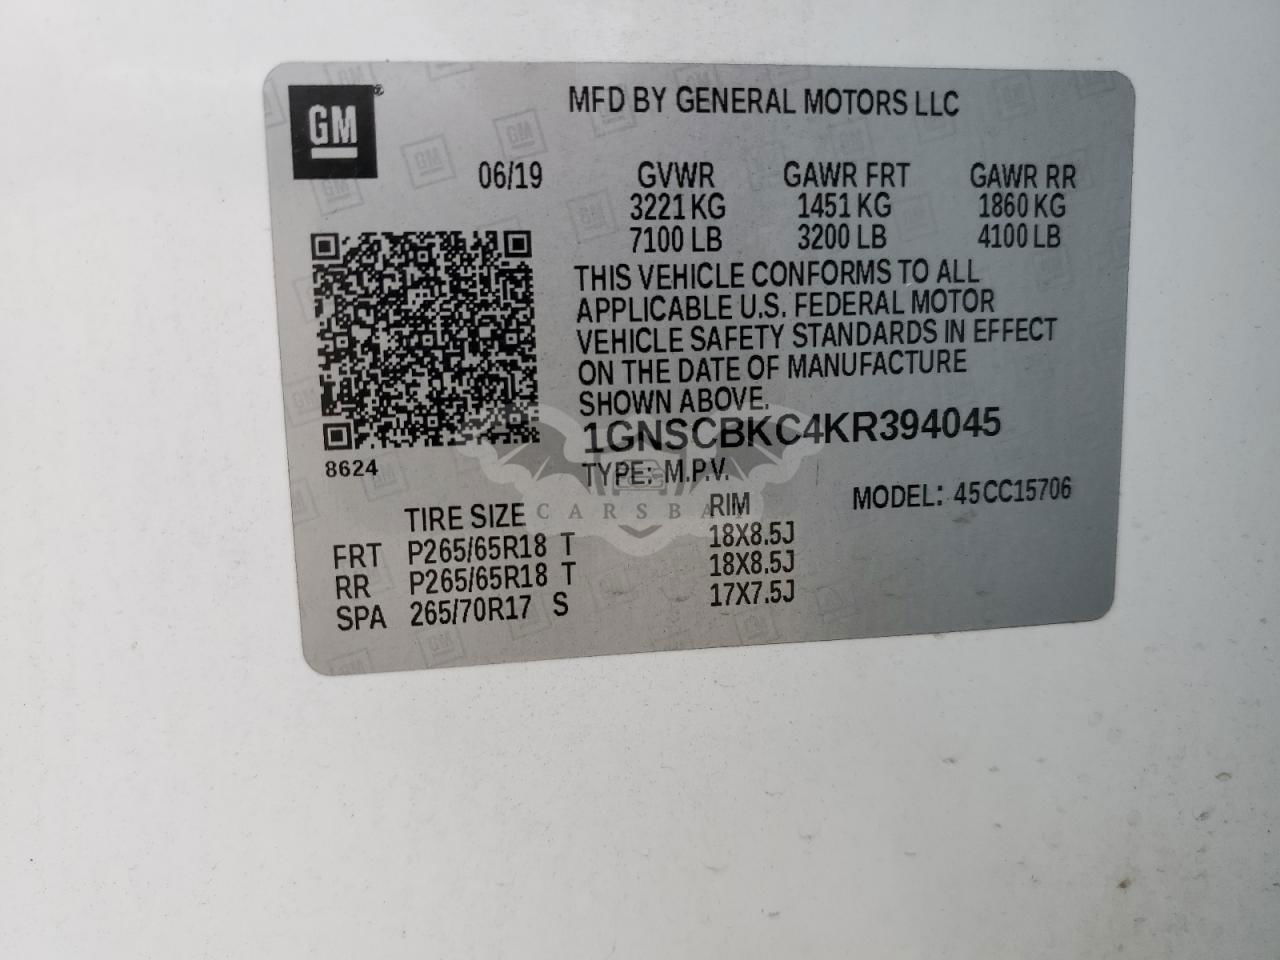 GM®
MFD BY GENERAL MOTORS LLC
06/19 GVWR GAWR FRT GAWR RR
3221 KG 1451 KG 1860 KG
7100 LB 3200 LB 4100 LB
THIS VEHICLE CONFORMS TO ALL
APPLICABLE U.S. FEDERAL MOTOR
VEHICLE SAFETY STANDARDS IN EFFECT
ON THE DATE OF MANUFACTURE
SHOWN ABOVE.
1GNSCBKC4KR394045
8624
TYPE: M.P.V.
MODEL: 45CC15706
CARSBAT
TIRE SIZE RIM
FRT P265/65R18 T 18X8.5J
RR P265/65R18 T 18X8.5J
SPA 265/70R17 S 17X7.5J